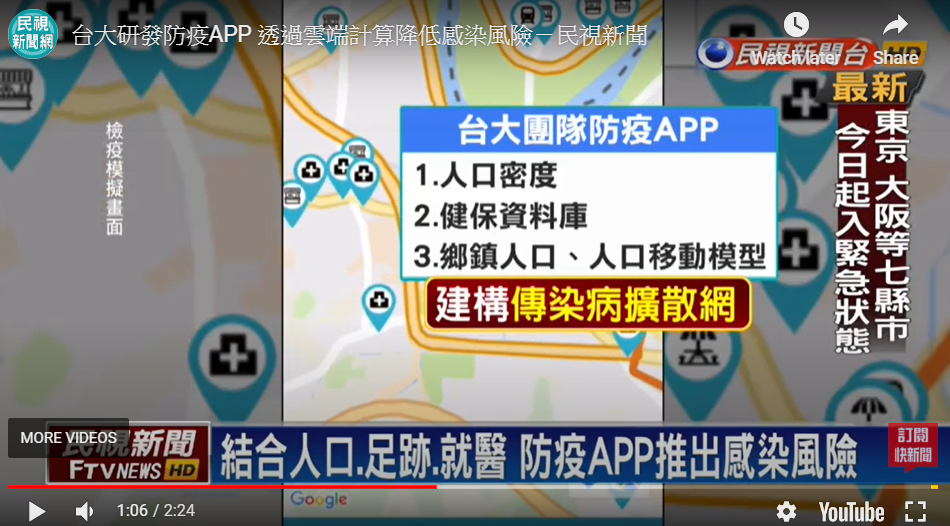 民視
新聞網
台大研發防疫APP 透過雲端計算降低感染風險－民視新聞
Watch later
Share
民視新聞台HD
最新
東京 大阪等七縣市
今日起入緊急狀態
檢疫模擬畫面
台大團隊防疫APP
1.人口密度
2.健保資料庫
3.鄉鎮人口、人口移動模型
建構傳染病擴散網
MORE VIDEOS
民視新聞
FTVNEWS HD
結合人口.足跡.就醫 防疫APP推出感染風險
訂閱
快新聞
Google
1:06 / 2:24
YouTube